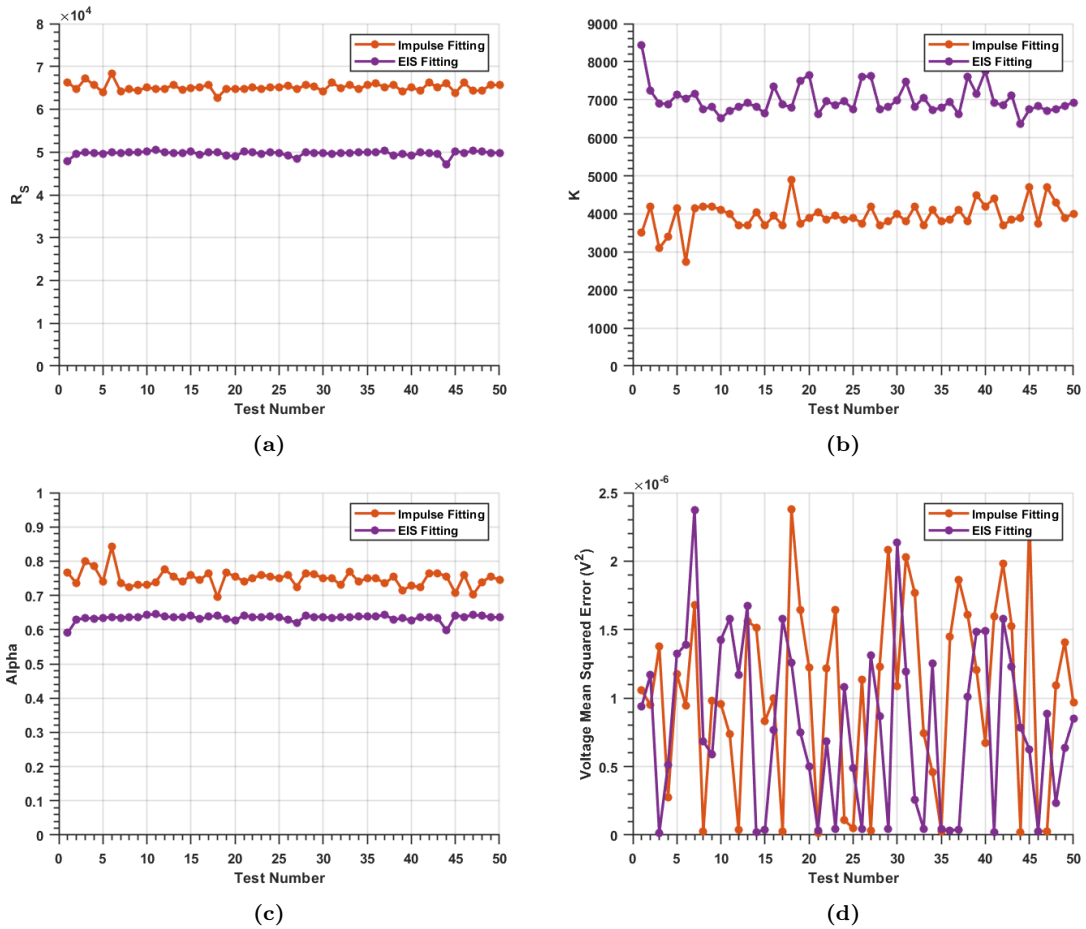 ×10⁴
8
7
6
5
4
3
2
1
0
R_S
Impulse Fitting
EIS Fitting
0 5 10 15 20 25 30 35 40 45 50
Test Number
(a)
9000
8000
7000
6000
5000
4000
3000
2000
1000
0
K
Impulse Fitting
EIS Fitting
0 5 10 15 20 25 30 35 40 45 50
Test Number
(b)
1
0.9
0.8
0.7
0.6
0.5
0.4
0.3
0.2
0.1
0
Alpha
Impulse Fitting
EIS Fitting
0 5 10 15 20 25 30 35 40 45 50
Test Number
(c)
×10⁻⁶
2.5
2
1.5
1
0.5
0
Voltage Mean Squared Error (V²)
Impulse Fitting
EIS Fitting
0 5 10 15 20 25 30 35 40 45 50
Test Number
(d)